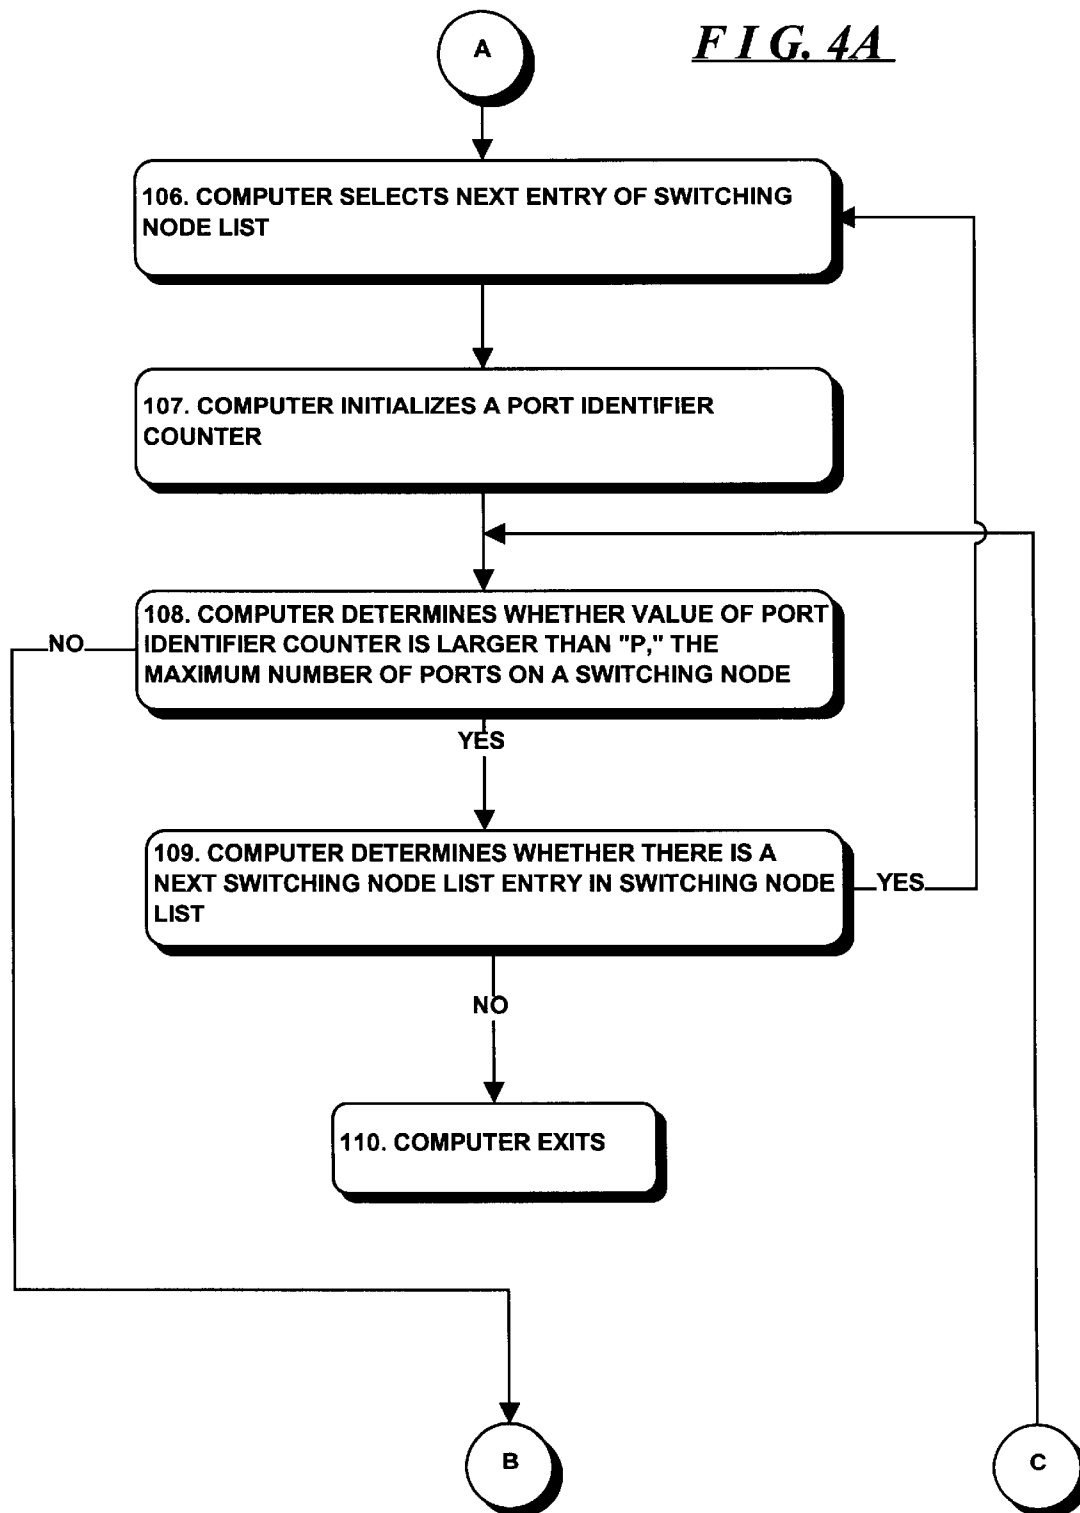 A
F I G. 4A
106. COMPUTER SELECTS NEXT ENTRY OF SWITCHING
NODE LIST
107. COMPUTER INITIALIZES A PORT IDENTIFIER
COUNTER
108. COMPUTER DETERMINES WHETHER VALUE OF PORT
IDENTIFIER COUNTER IS LARGER THAN "P," THE
MAXIMUM NUMBER OF PORTS ON A SWITCHING NODE
NO
YES
109. COMPUTER DETERMINES WHETHER THERE IS A
NEXT SWITCHING NODE LIST ENTRY IN SWITCHING NODE
LIST
YES
NO
110. COMPUTER EXITS
B
C